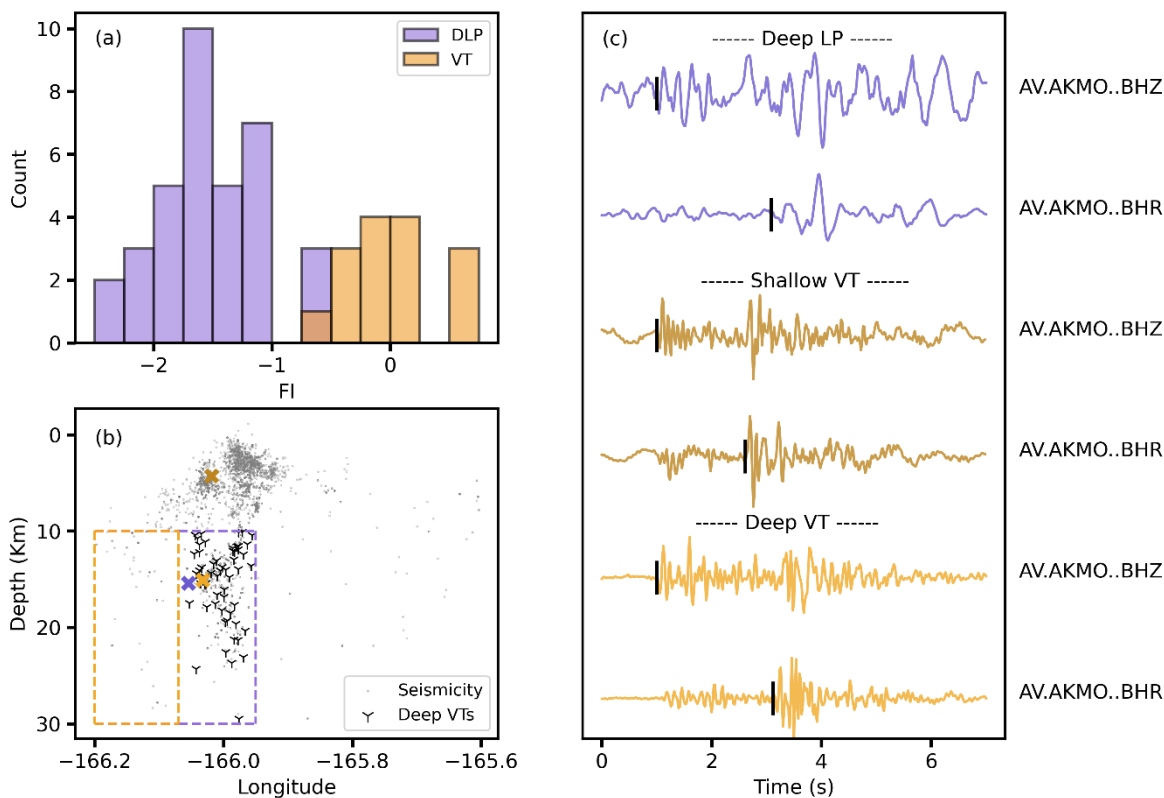 (a)
DLP
VT
10
8
6
4
2
0
Count
−2
−1
0
FI
(b)
0
10
20
30
Depth (Km)
Seismicity
Deep VTs
−166.2
−166.0
−165.8
−165.6
Longitude
(c)
------ Deep LP ------
AV.AKMO..BHZ
AV.AKMO..BHR
------ Shallow VT ------
AV.AKMO..BHZ
AV.AKMO..BHR
------ Deep VT ------
AV.AKMO..BHZ
AV.AKMO..BHR
0
2
4
6
Time (s)